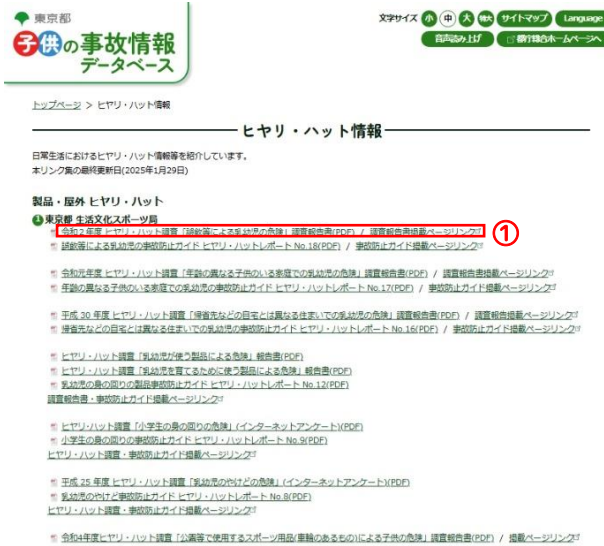 東京都
子供の事故情報
データベース
文字サイズ 小 中 大 特大 サイトマップ Language
音声読み上げ 都庁総合ホームページへ
トップページ > ヒヤリ・ハット情報
ヒヤリ・ハット情報
日常生活におけるヒヤリ・ハット情報等を紹介しています。
本リンク集の最終更新日(2025年1月29日)
製品・屋外 ヒヤリ・ハット
1 東京都 生活文化スポーツ局
令和2年度 ヒヤリ・ハット調査「誤飲等による乳幼児の危険」調査報告書(PDF) / 調査報告書掲載ページリンク ①
誤飲等による乳幼児の事故防止ガイド ヒヤリ・ハットレポート No.18(PDF) / 事故防止ガイド掲載ページリンク
令和元年度 ヒヤリ・ハット調査「年齢の異なる子供のいる家庭での乳幼児の危険」調査報告書(PDF) / 調査報告書掲載ページリンク
年齢の異なる子供のいる家庭での乳幼児の事故防止ガイド ヒヤリ・ハットレポート No.17(PDF) / 事故防止ガイド掲載ページリンク
平成 30 年度 ヒヤリ・ハット調査「帰省先などの自宅とは異なる住まいでの乳幼児の危険」調査報告書(PDF) / 調査報告書掲載ページリンク
帰省先などの自宅とは異なる住まいでの乳幼児の事故防止ガイド ヒヤリ・ハットレポート No.16(PDF) / 事故防止ガイド掲載ページリンク
ヒヤリ・ハット調査「乳幼児が使う製品による危険」報告書(PDF)
ヒヤリ・ハット調査「乳幼児を育てるために使う製品による危険」報告書(PDF)
乳幼児の身の回りの製品事故防止ガイド ヒヤリ・ハットレポート No.12(PDF)
調査報告書・事故防止ガイド掲載ページリンク
ヒヤリ・ハット調査「小学生の身の回りの危険」(インターネットアンケート)(PDF)
小学生の身の回りの事故防止ガイド ヒヤリ・ハットレポート No.9(PDF)
ヒヤリ・ハット調査・事故防止ガイド掲載ページリンク
平成 25 年度 ヒヤリ・ハット調査「乳幼児のやけどの危険」(インターネットアンケート)(PDF)
乳幼児のやけど事故防止ガイド ヒヤリ・ハットレポート No.8(PDF)
ヒヤリ・ハット調査・事故防止ガイド掲載ページリンク
令和4年度ヒヤリ・ハット調査「公園等で使用するスポーツ用品(車輪のあるもの)による子供の危険」調査報告書(PDF) / 掲載ページリンク